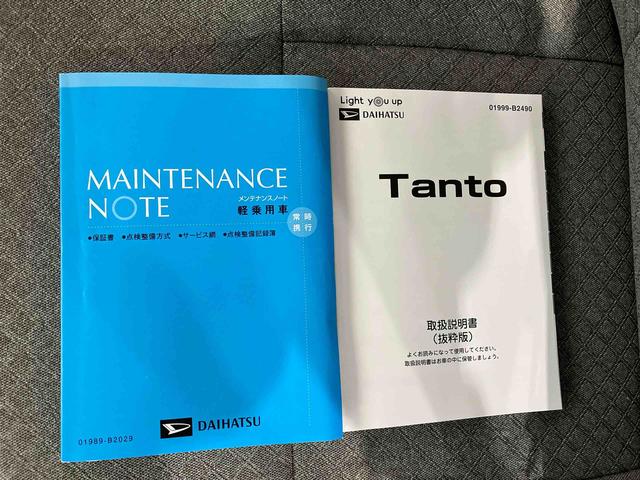 MAINTENANCE
NOTE
メンテナンスノート
軽乗用車
常時
携行
●保証書 ●点検整備方式 ●サービス網 ●点検整備記録簿
DAIHATSU
01989-B2029
Light you up
DAIHATSU
01999-B2490
Tanto
取扱説明書
(抜粋版)
よくお読みになって使用してください。
取扱説明書はお車の中に保管しましょう。